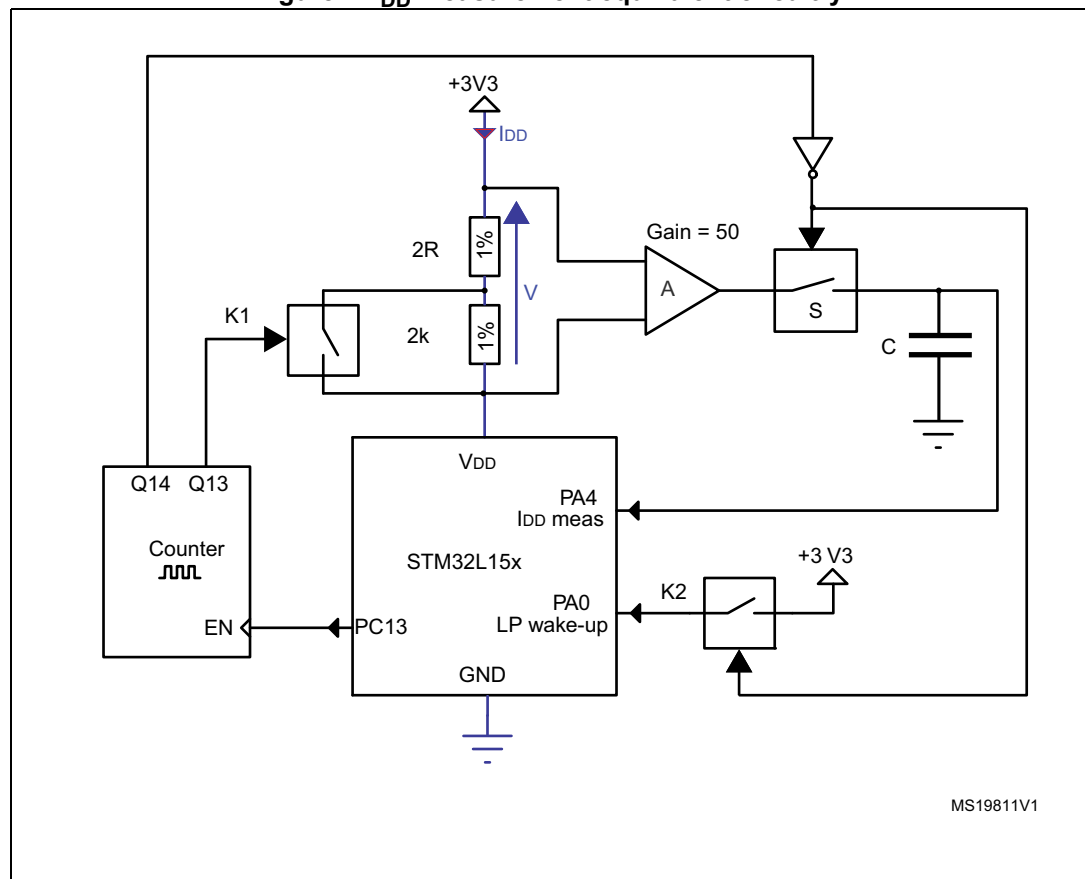 +3V3
IDD
Gain = 50
2R
1%
V
A
S
K1
2k
1%
C
VDD
Q14 Q13
PA4
IDD meas
Counter
STM32L15x
+3 V3
K2
PA0
LP wake-up
EN
PC13
GND
MS19811V1